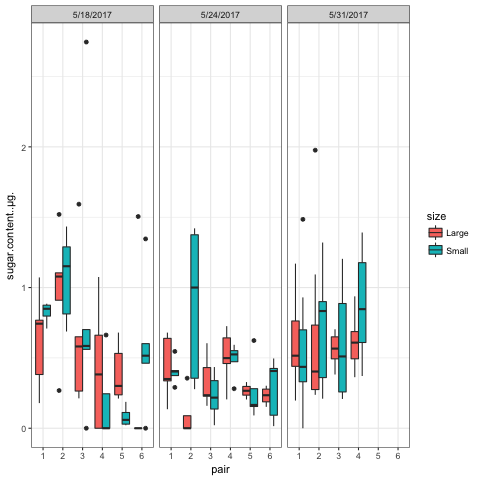 5/18/2017 5/24/2017 5/31/2017
2
1
0
sugar.content.µg.
1 2 3 4 5 6 1 2 3 4 5 6 1 2 3 4 5 6
pair
size
Large
Small